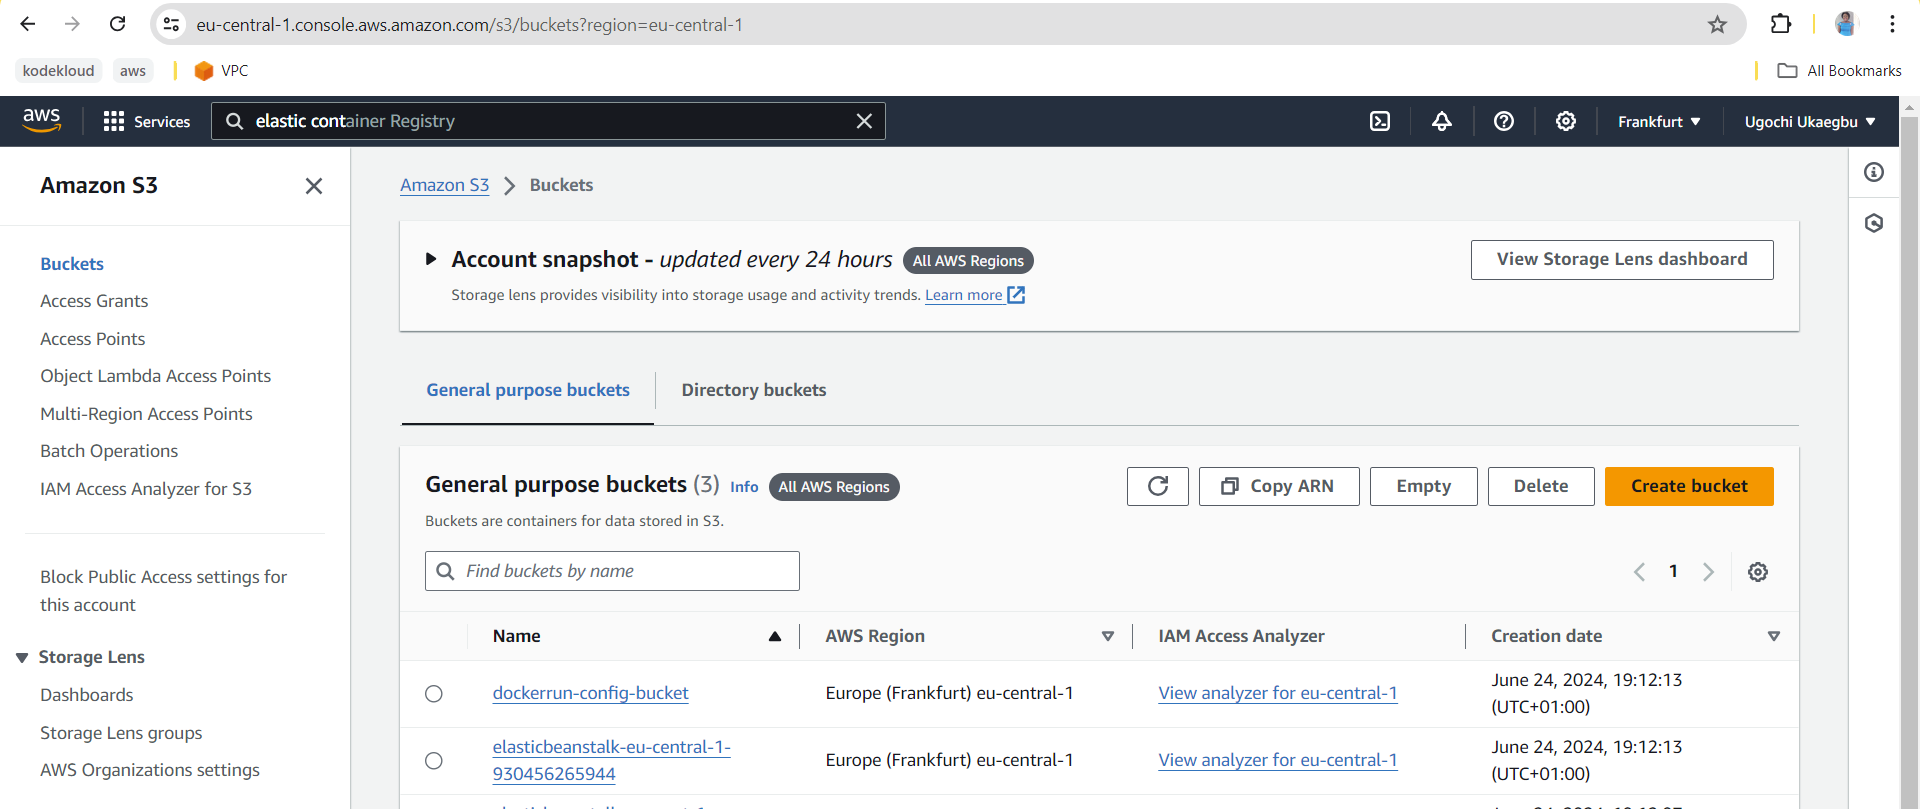 eu-central-1.console.aws.amazon.com/s3/buckets?region=eu-central-1
kodekloud aws VPC All Bookmarks
aws Services elastic container Registry Frankfurt Ugochi Ukaegbu
Amazon S3
Buckets
Access Grants
Access Points
Object Lambda Access Points
Multi-Region Access Points
Batch Operations
IAM Access Analyzer for S3
Block Public Access settings for
this account
Storage Lens
Dashboards
Storage Lens groups
AWS Organizations settings
Amazon S3 Buckets
Account snapshot - updated every 24 hours All AWS Regions View Storage Lens dashboard
Storage lens provides visibility into storage usage and activity trends. Learn more
General purpose buckets Directory buckets
General purpose buckets (3) Info All AWS Regions Copy ARN Empty Delete Create bucket
Buckets are containers for data stored in S3.
Find buckets by name 1
Name AWS Region IAM Access Analyzer Creation date
dockerrun-config-bucket Europe (Frankfurt) eu-central-1 View analyzer for eu-central-1 June 24, 2024, 19:12:13
(UTC+01:00)
elasticbeanstalk-eu-central-1- Europe (Frankfurt) eu-central-1 View analyzer for eu-central-1 June 24, 2024, 19:12:13
930456265944 (UTC+01:00)